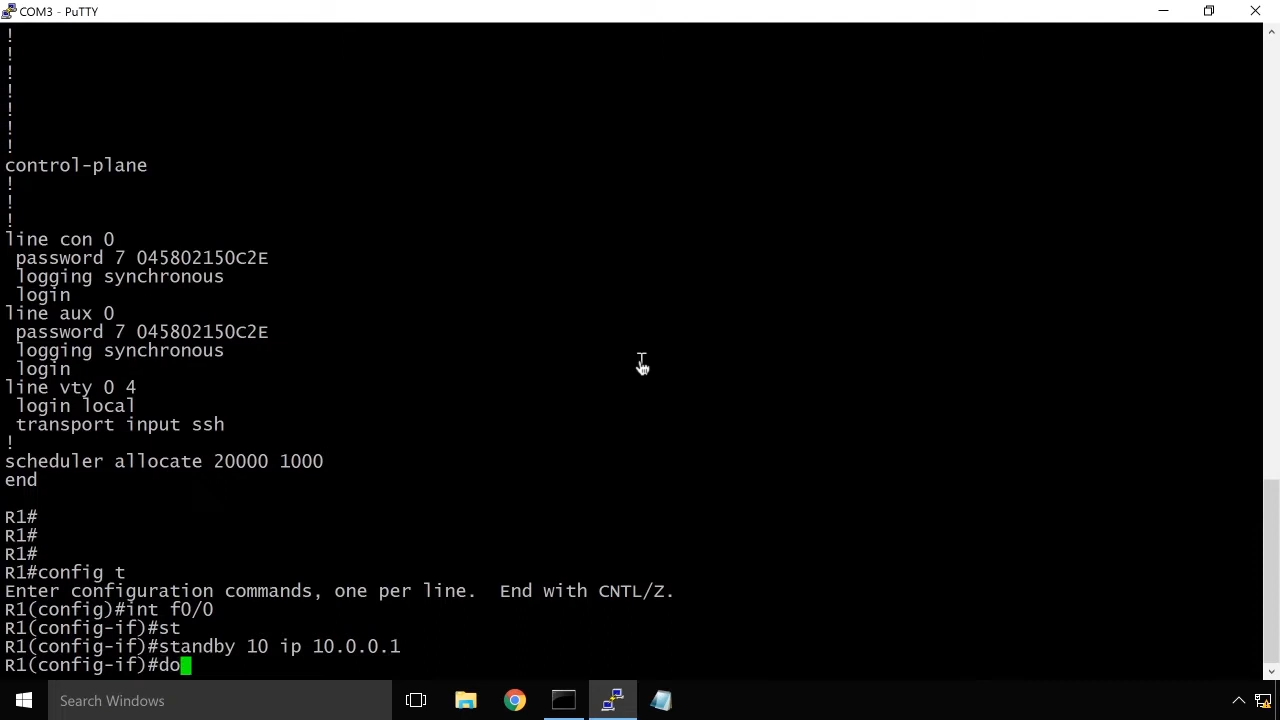 COM3 - PuTTY
!
!
!
!
!
!
!
control-plane
!
!
!
line con 0
password 7 045802150C2E
logging synchronous
login
line aux 0
password 7 045802150C2E
logging synchronous
login
line vty 0 4
login local
transport input ssh
!
scheduler allocate 20000 1000
end
R1#
R1#
R1#
R1#config t
Enter configuration commands, one per line.  End with CNTL/Z.
R1(config)#int f0/0
R1(config-if)#st
R1(config-if)#standby 10 ip 10.0.0.1
R1(config-if)#do
Search Windows